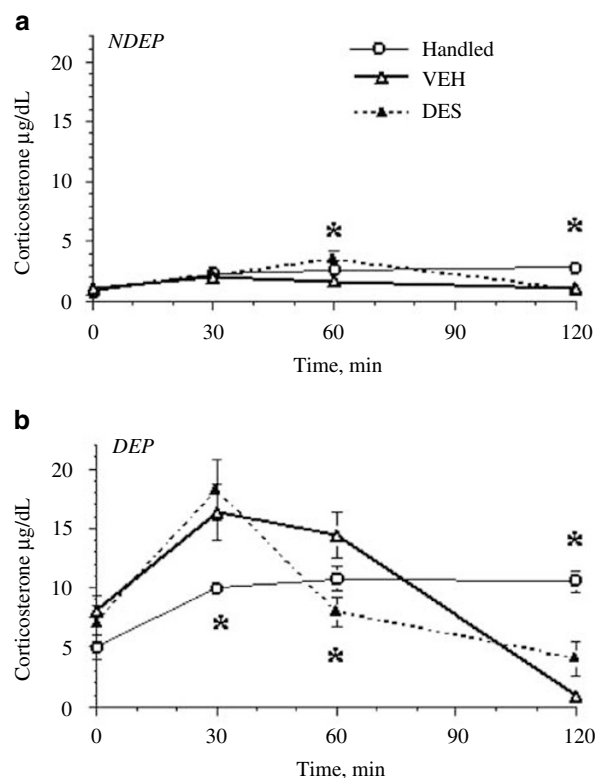 a
NDEP
Handled
VEH
DES
Corticosterone µg/dL
20
15
10
5
0
*
*
0 30 60 90 120
Time, min
b
DEP
Corticosterone µg/dL
20
15
10
5
0
*
*
*
0 30 60 90 120
Time, min